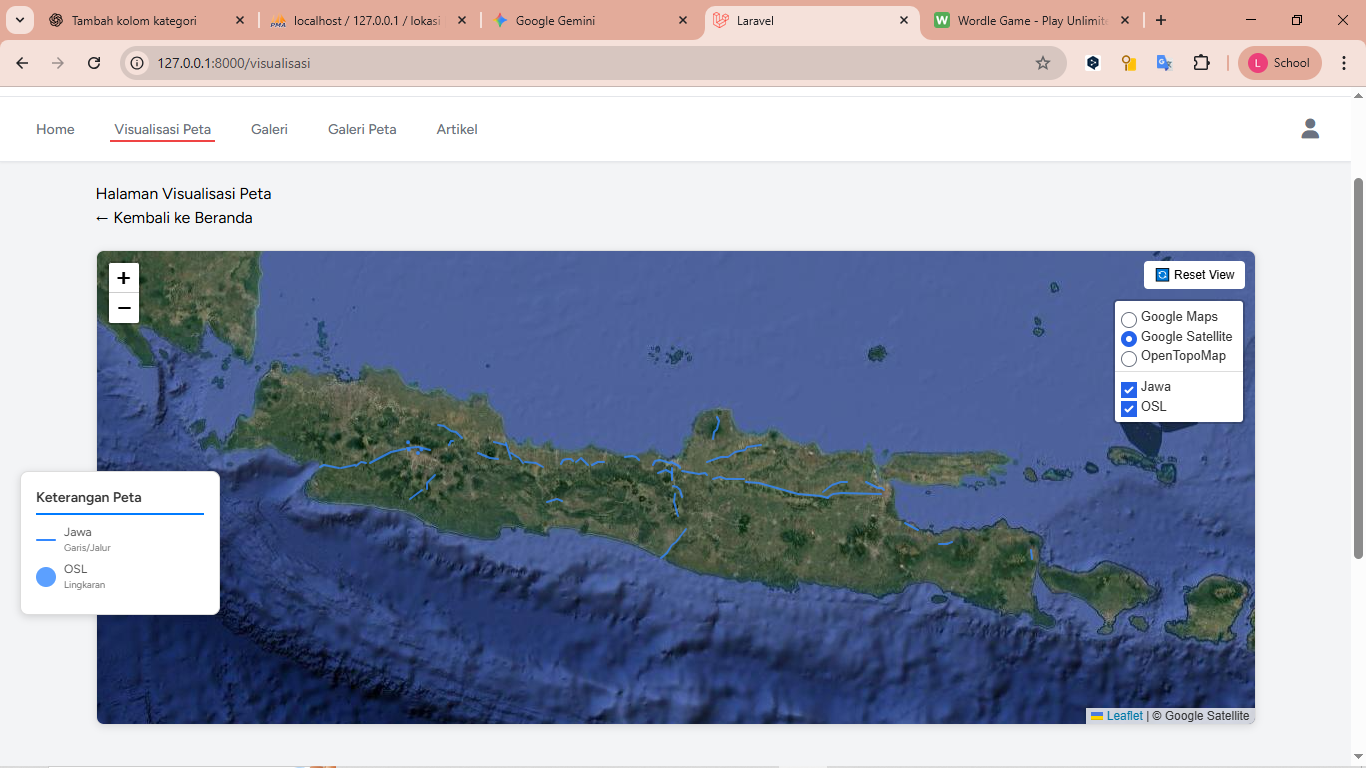 Tambah kolom kategori
localhost / 127.0.0.1 / lokasi
Google Gemini
Laravel
Wordle Game - Play Unlimite
127.0.0.1:8000/visualisasi
L School
Home
Visualisasi Peta
Galeri
Galeri Peta
Artikel
Halaman Visualisasi Peta
← Kembali ke Beranda
+
−
Reset View
Google Maps
Google Satellite
OpenTopoMap
Jawa
OSL
Keterangan Peta
Jawa
Garis/Jalur
OSL
Lingkaran
Leaflet | © Google Satellite